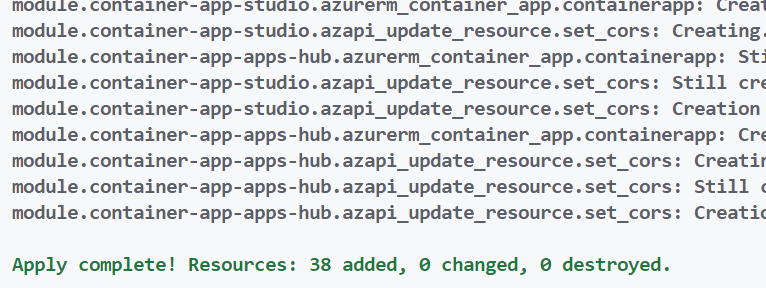 module.container-app-studio.azurerm_container_app.containerapp: Creat
module.container-app-studio.azapi_update_resource.set_cors: Creating.
module.container-app-apps-hub.azurerm_container_app.containerapp: Sti
module.container-app-studio.azapi_update_resource.set_cors: Still cre
module.container-app-studio.azapi_update_resource.set_cors: Creation
module.container-app-apps-hub.azurerm_container_app.containerapp: Cre
module.container-app-apps-hub.azapi_update_resource.set_cors: Creatin
module.container-app-apps-hub.azapi_update_resource.set_cors: Still c
module.container-app-apps-hub.azapi_update_resource.set_cors: Creatio
Apply complete! Resources: 38 added, 0 changed, 0 destroyed.